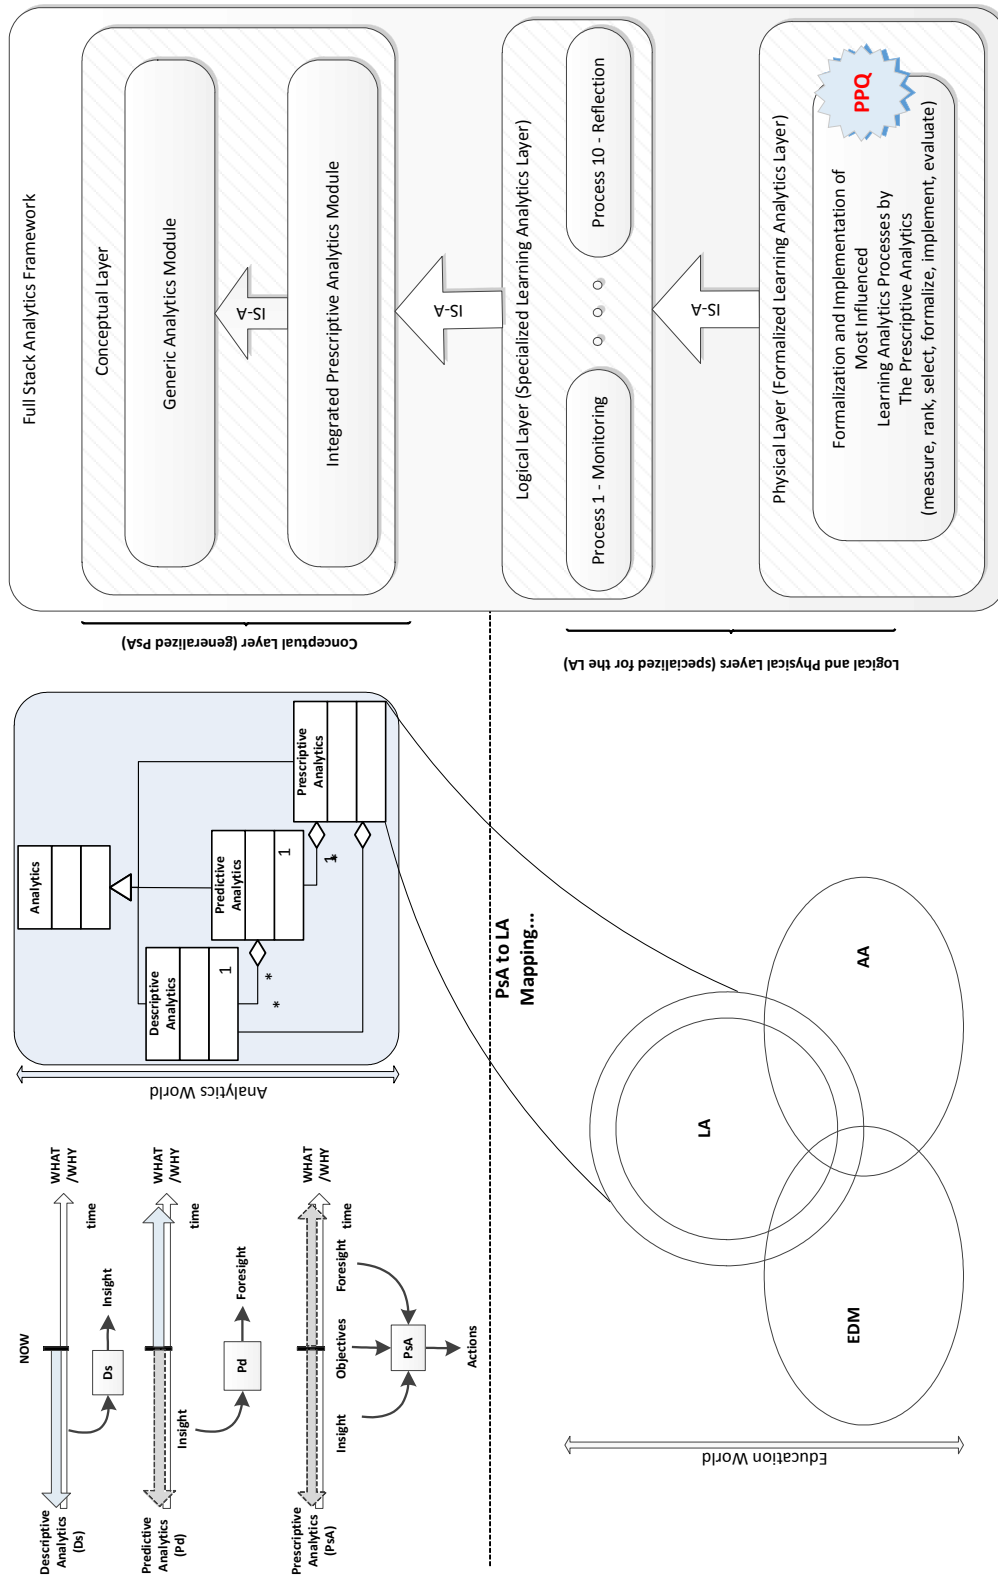 NOW
Descriptive
Analytics
(Ds)
WHAT
/WHY
time
Ds
Insight
Predictive
Analytics
(Pd)
WHAT
/WHY
time
Insight
Pd
Foresight
Prescriptive
Analytics
(PsA)
WHAT
/WHY
time
Insight
Objectives
Foresight
PsA
Actions
Analytics World
Analytics
Descriptive
Analytics
1
Predictive
Analytics
1
Prescriptive
Analytics
*
*
1
*
PsA to LA
Mapping...
Education World
LA
EDM
AA
Conceptual Layer (generalized PsA)
Logical and Physical Layers (specialized for the LA)
Full Stack Analytics Framework
Conceptual Layer
Generic Analytics Module
IS-A
Integrated Prescriptive Analytics Module
IS-A
Logical Layer (Specialized Learning Analytics Layer)
Process 1 - Monitoring
Process 10 - Reflection
IS-A
Physical Layer (Formalized Learning Analytics Layer)
Formalization and Implementation of
Most Influenced
Learning Analytics Processes by
The Prescriptive Analytics
(measure, rank, select, formalize, implement, evaluate)
PPQ